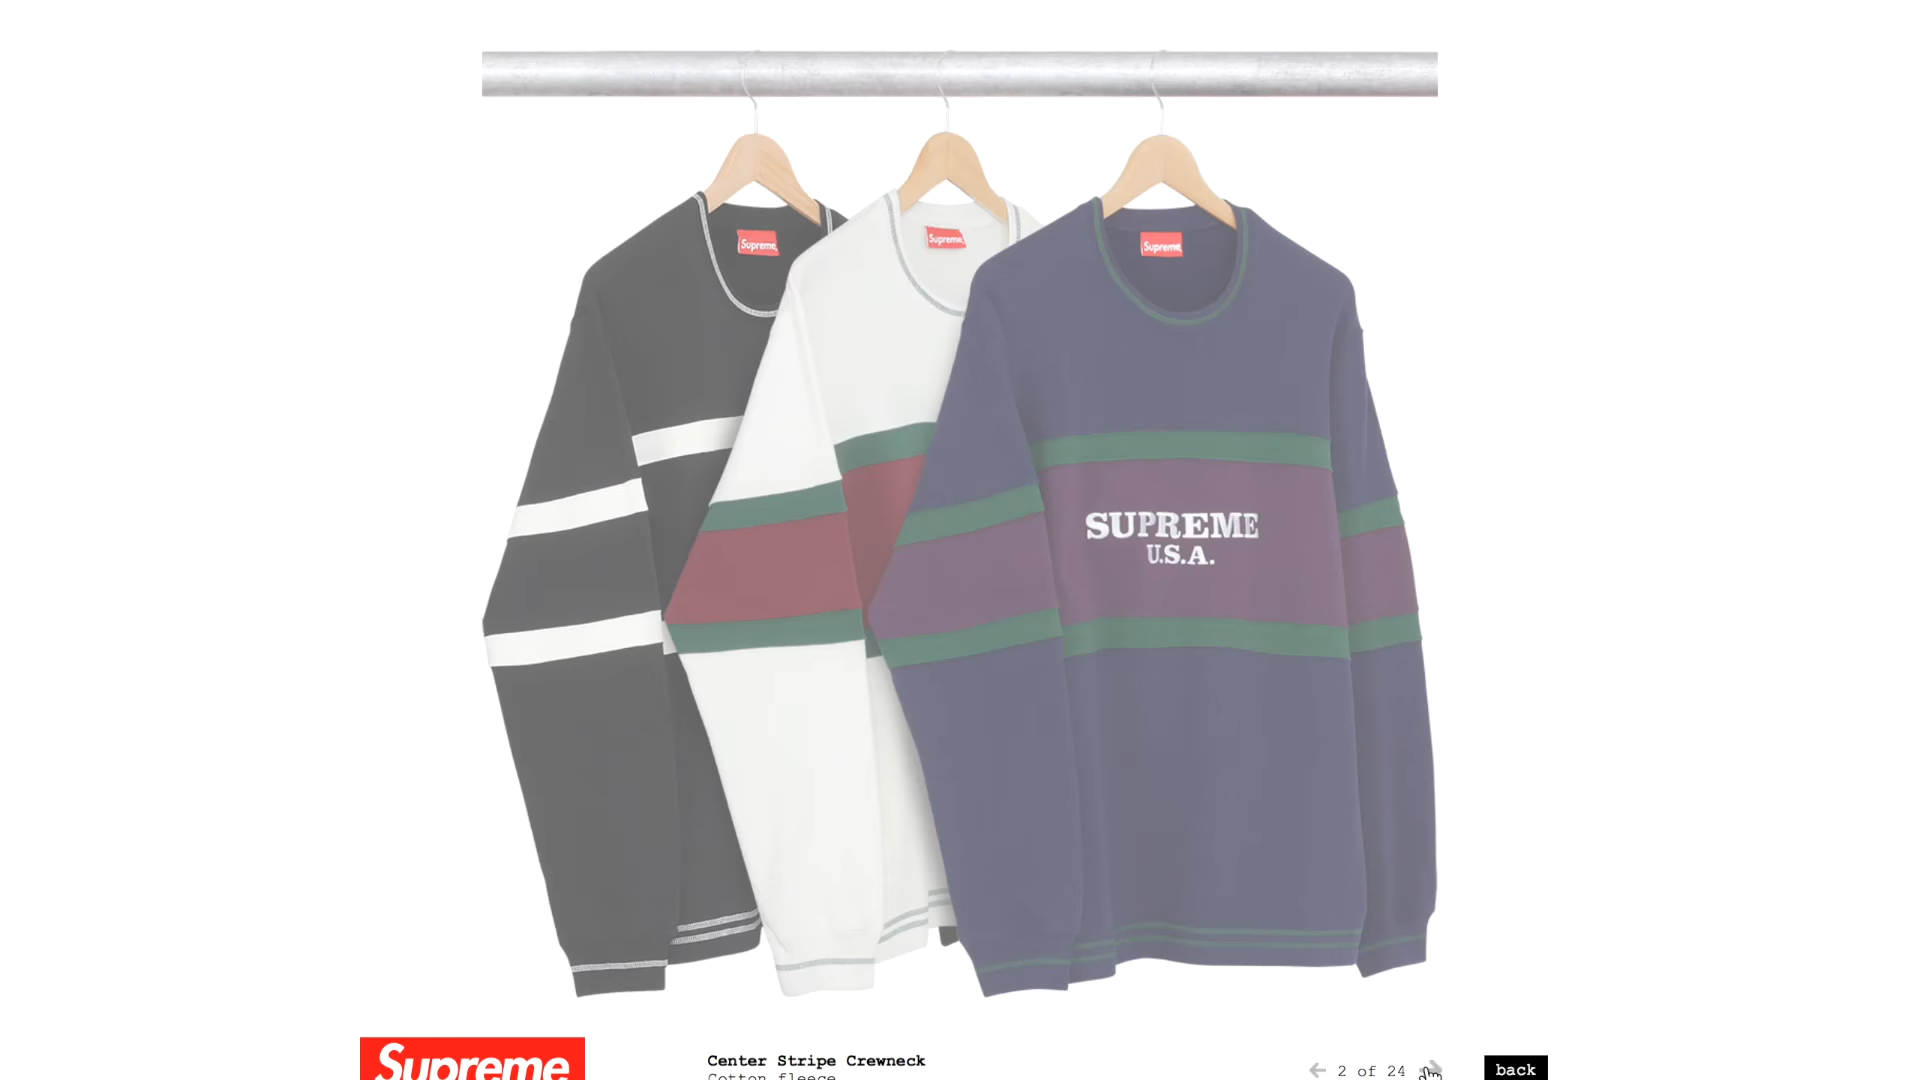 Supreme
Supreme
Supreme
SUPREME
U.S.A.
Supreme
Center Stripe Crewneck
Cotton fleece
2 of 24
back